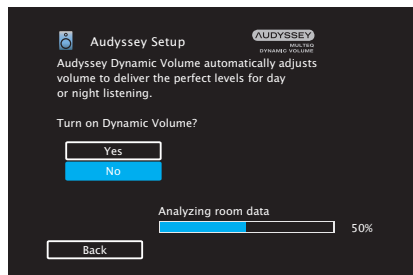 Audyssey Setup
AUDYSSEY
MULTEQ
DYNAMIC VOLUME
Audyssey Dynamic Volume automatically adjusts
volume to deliver the perfect levels for day
or night listening.
Turn on Dynamic Volume?
Yes
No
Analyzing room data
50%
Back